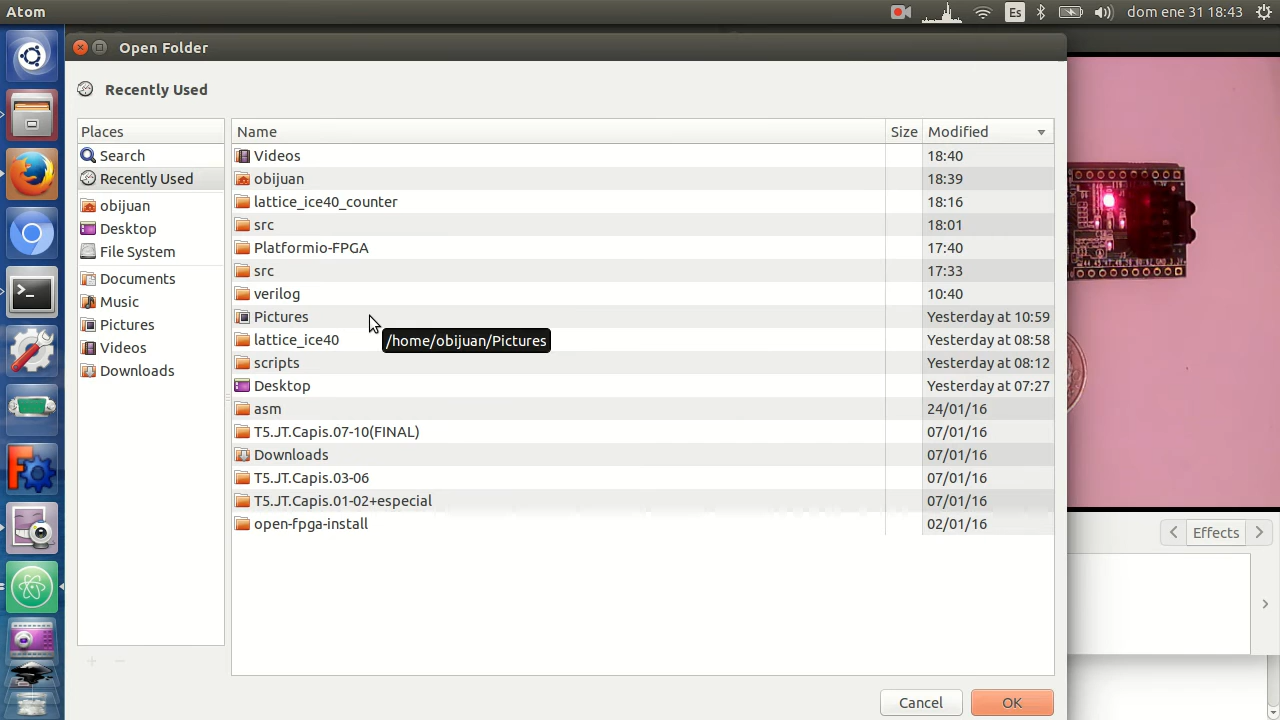 Atom
Es
dom ene 31 18:43
Open Folder
Recently Used
Places
Search
Recently Used
obijuan
Desktop
File System
Documents
Music
Pictures
Videos
Downloads
Name Size Modified
Videos 18:40
obijuan 18:39
lattice_ice40_counter 18:16
src 18:01
Platformio-FPGA 17:40
src 17:33
verilog 10:40
Pictures Yesterday at 10:59
/home/obijuan/Pictures
lattice_ice40 Yesterday at 08:58
scripts Yesterday at 08:12
Desktop Yesterday at 07:27
asm 24/01/16
T5.JT.Capis.07-10(FINAL) 07/01/16
Downloads 07/01/16
T5.JT.Capis.03-06 07/01/16
T5.JT.Capis.01-02+especial 07/01/16
open-fpga-install 02/01/16
Effects
Cancel
OK